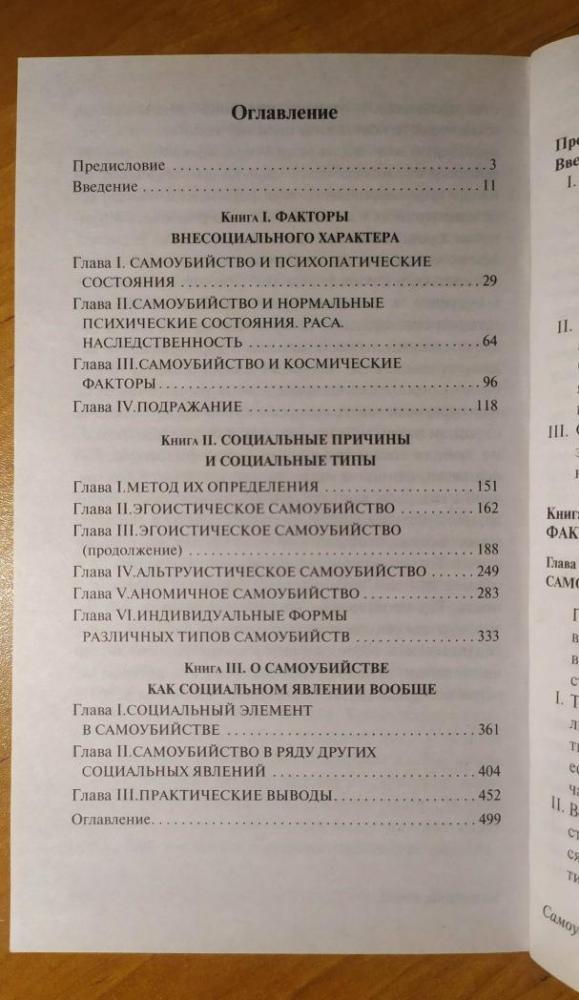 Оглавление
Предисловие 3
Введение 11
Книга I. ФАКТОРЫ
ВНЕСОЦИАЛЬНОГО ХАРАКТЕРА
Глава I. САМОУБИЙСТВО И ПСИХОПАТИЧЕСКИЕ
СОСТОЯНИЯ 29
Глава II.САМОУБИЙСТВО И НОРМАЛЬНЫЕ
ПСИХИЧЕСКИЕ СОСТОЯНИЯ. РАСА.
НАСЛЕДСТВЕННОСТЬ 64
Глава III.САМОУБИЙСТВО И КОСМИЧЕСКИЕ
ФАКТОРЫ 96
Глава IV.ПОДРАЖАНИЕ 118
Книга II. СОЦИАЛЬНЫЕ ПРИЧИНЫ
И СОЦИАЛЬНЫЕ ТИПЫ
Глава I.МЕТОД ИХ ОПРЕДЕЛЕНИЯ 151
Глава II.ЭГОИСТИЧЕСКОЕ САМОУБИЙСТВО 162
Глава III.ЭГОИСТИЧЕСКОЕ САМОУБИЙСТВО
(продолжение) 188
Глава IV.АЛЬТРУИСТИЧЕСКОЕ САМОУБИЙСТВО 249
Глава V.АНОМИЧНОЕ САМОУБИЙСТВО 283
Глава VI.ИНДИВИДУАЛЬНЫЕ ФОРМЫ
РАЗЛИЧНЫХ ТИПОВ САМОУБИЙСТВ 333
Книга III. О САМОУБИЙСТВЕ
КАК СОЦИАЛЬНОМ ЯВЛЕНИИ ВООБЩЕ
Глава I.СОЦИАЛЬНЫЙ ЭЛЕМЕНТ
В САМОУБИЙСТВЕ 361
Глава II.САМОУБИЙСТВО В РЯДУ ДРУГИХ
СОЦИАЛЬНЫХ ЯВЛЕНИЙ 404
Глава III.ПРАКТИЧЕСКИЕ ВЫВОДЫ 452
Оглавление 499
I.
II.
III.
Книга
Глава
I.
II.